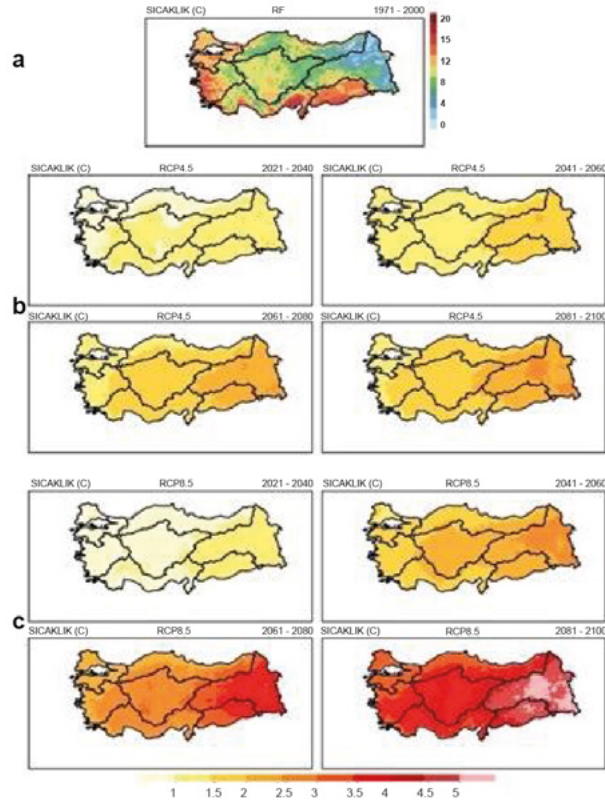 SICAKLIK (C) RF 1971 - 2000
a
20
16
12
8
4
0
SICAKLIK (C) RCP4.5 2021 - 2040
SICAKLIK (C) RCP4.5 2041 - 2060
b
SICAKLIK (C) RCP4.5 2061 - 2080
SICAKLIK (C) RCP4.5 2081 - 2100
SICAKLIK (C) RCP8.5 2021 - 2040
SICAKLIK (C) RCP8.5 2041 - 2060
c
SICAKLIK (C) RCP8.5 2061 - 2080
SICAKLIK (C) RCP8.5 2081 - 2100
1 1.5 2 2.5 3 3.5 4 4.5 5